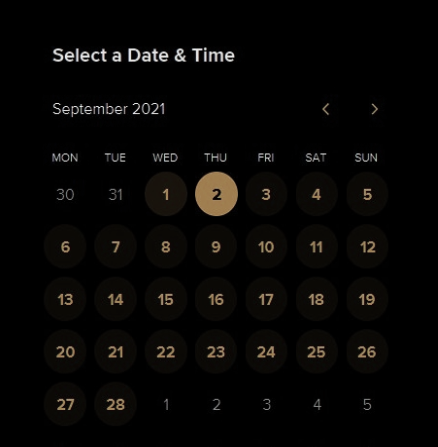 Select a Date & Time
September 2021
MON TUE WED THU FRI SAT SUN
30 31 1 2 3 4 5
6 7 8 9 10 11 12
13 14 15 16 17 18 19
20 21 22 23 24 25 26
27 28 1 2 3 4 5